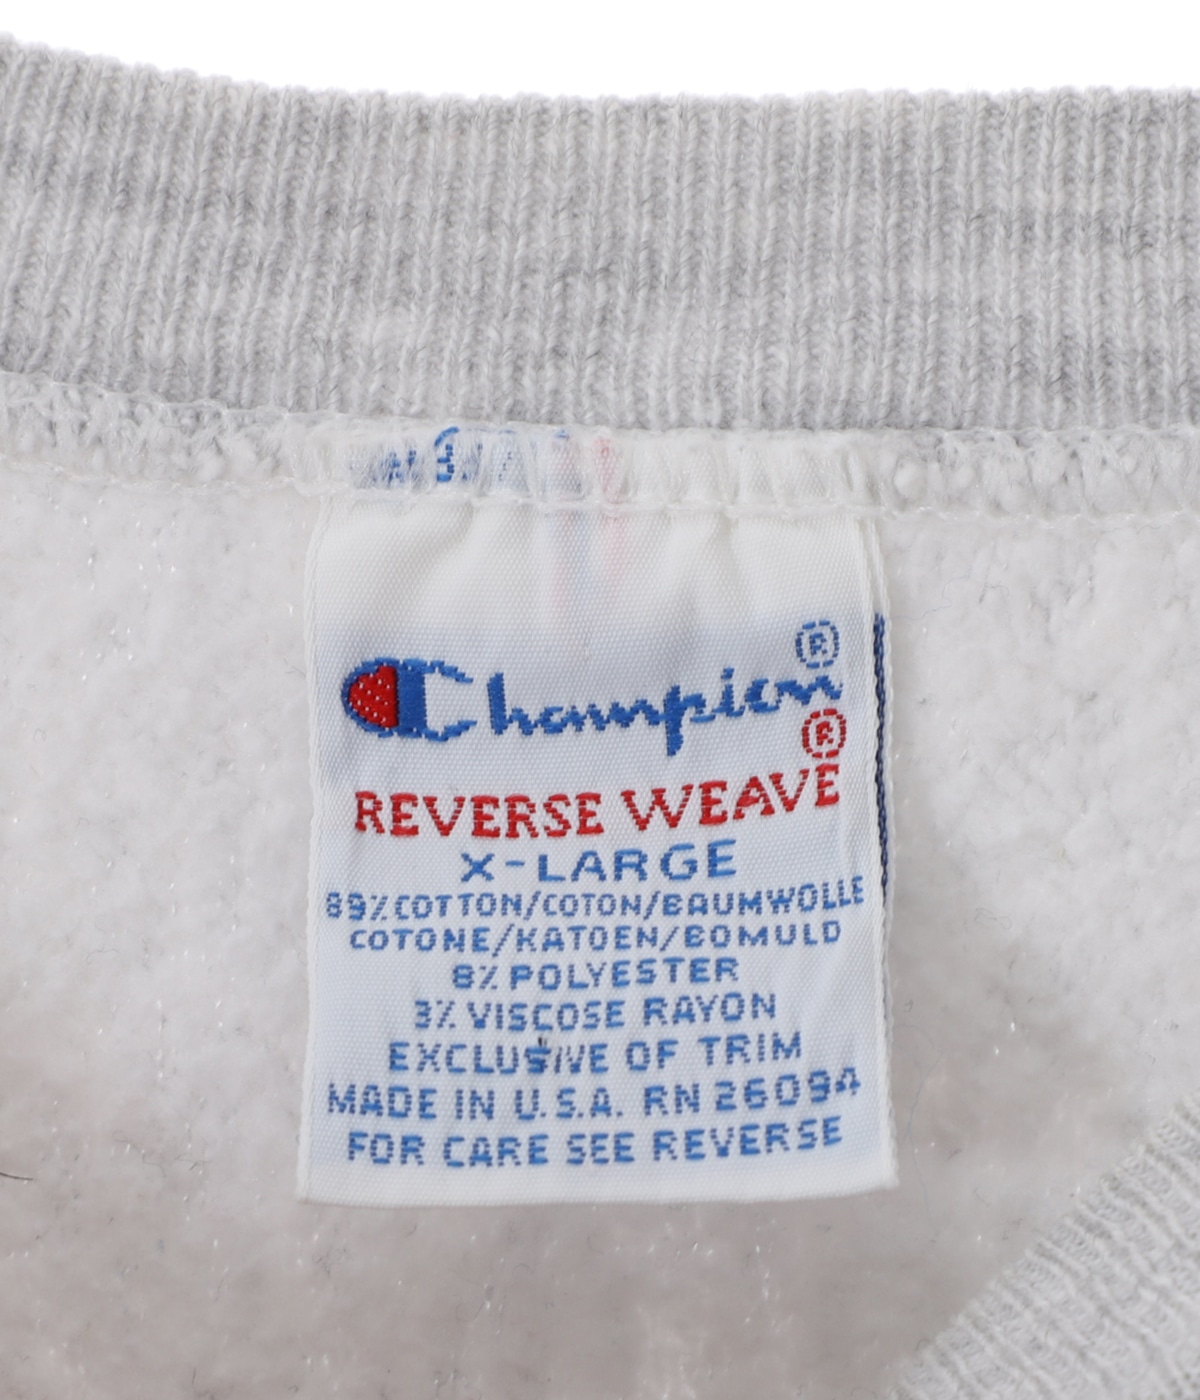 Champion®
REVERSE WEAVE®
X-LARGE
89% COTTON/COTON/BAUMWOLLE
COTONE/KATOEN/BOMULD
8% POLYESTER
3% VISCOSE RAYON
EXCLUSIVE OF TRIM
MADE IN U.S.A. RN 26094
FOR CARE SEE REVERSE